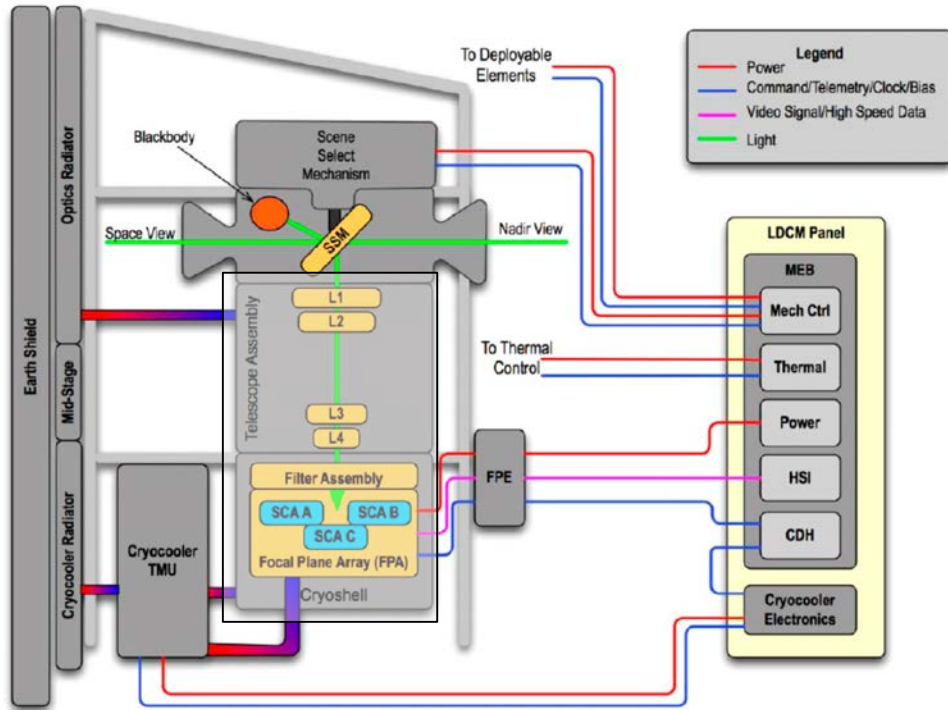 To Deployable
Elements
Legend
Power
Command/Telemetry/Clock/Bias
Video Signal/High Speed Data
Light
Earth Shield
Optics Radiator
Mid-Stage
Cryocooler Radiator
Blackbody
Scene
Select
Mechanism
Space View
SSM
Nadir View
Telescope Assembly
L1
L2
L3
L4
Filter Assembly
SCA A
SCA B
SCA C
Focal Plane Array (FPA)
Cryoshell
Cryocooler
TMU
To Thermal
Control
FPE
LDCM Panel
MEB
Mech Ctrl
Thermal
Power
HSI
CDH
Cryocooler
Electronics